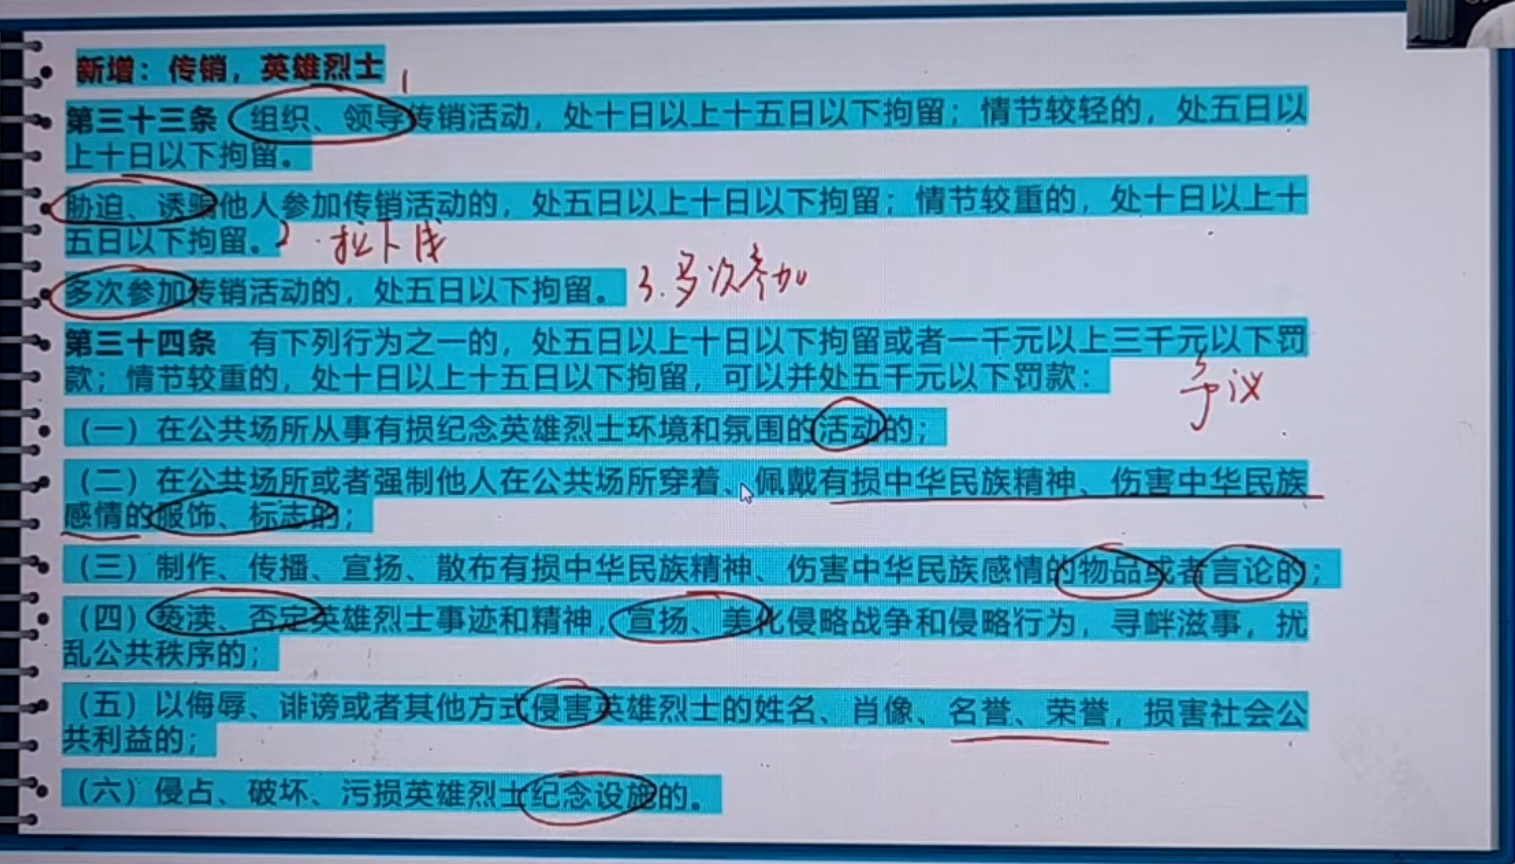 新增：传销，英雄烈士 1
第三十三条 组织、领导传销活动，处十日以上十五日以下拘留；情节较轻的，处五日以
上十日以下拘留。
胁迫、诱骗他人参加传销活动的，处五日以上十日以下拘留；情节较重的，处十日以上十
五日以下拘留。2.拉下线
多次参加传销活动的，处五日以下拘留。3.多次参加
第三十四条 有下列行为之一的，处五日以上十日以下拘留或者一千元以上三千元以下罚
款；情节较重的，处十日以上十五日以下拘留，可以并处五千元以下罚款：
争议
（一）在公共场所从事有损纪念英雄烈士环境和氛围的活动的；
（二）在公共场所或者强制他人在公共场所穿着、佩戴有损中华民族精神、伤害中华民族
感情的服饰、标志的；
（三）制作、传播、宣扬、散布有损中华民族精神、伤害中华民族感情的物品或者言论的；
（四）亵渎、否定英雄烈士事迹和精神，宣扬、美化侵略战争和侵略行为，寻衅滋事，扰
乱公共秩序的；
（五）以侮辱、诽谤或者其他方式侵害英雄烈士的姓名、肖像、名誉、荣誉，损害社会公
共利益的；
（六）侵占、破坏、污损英雄烈士纪念设施的。